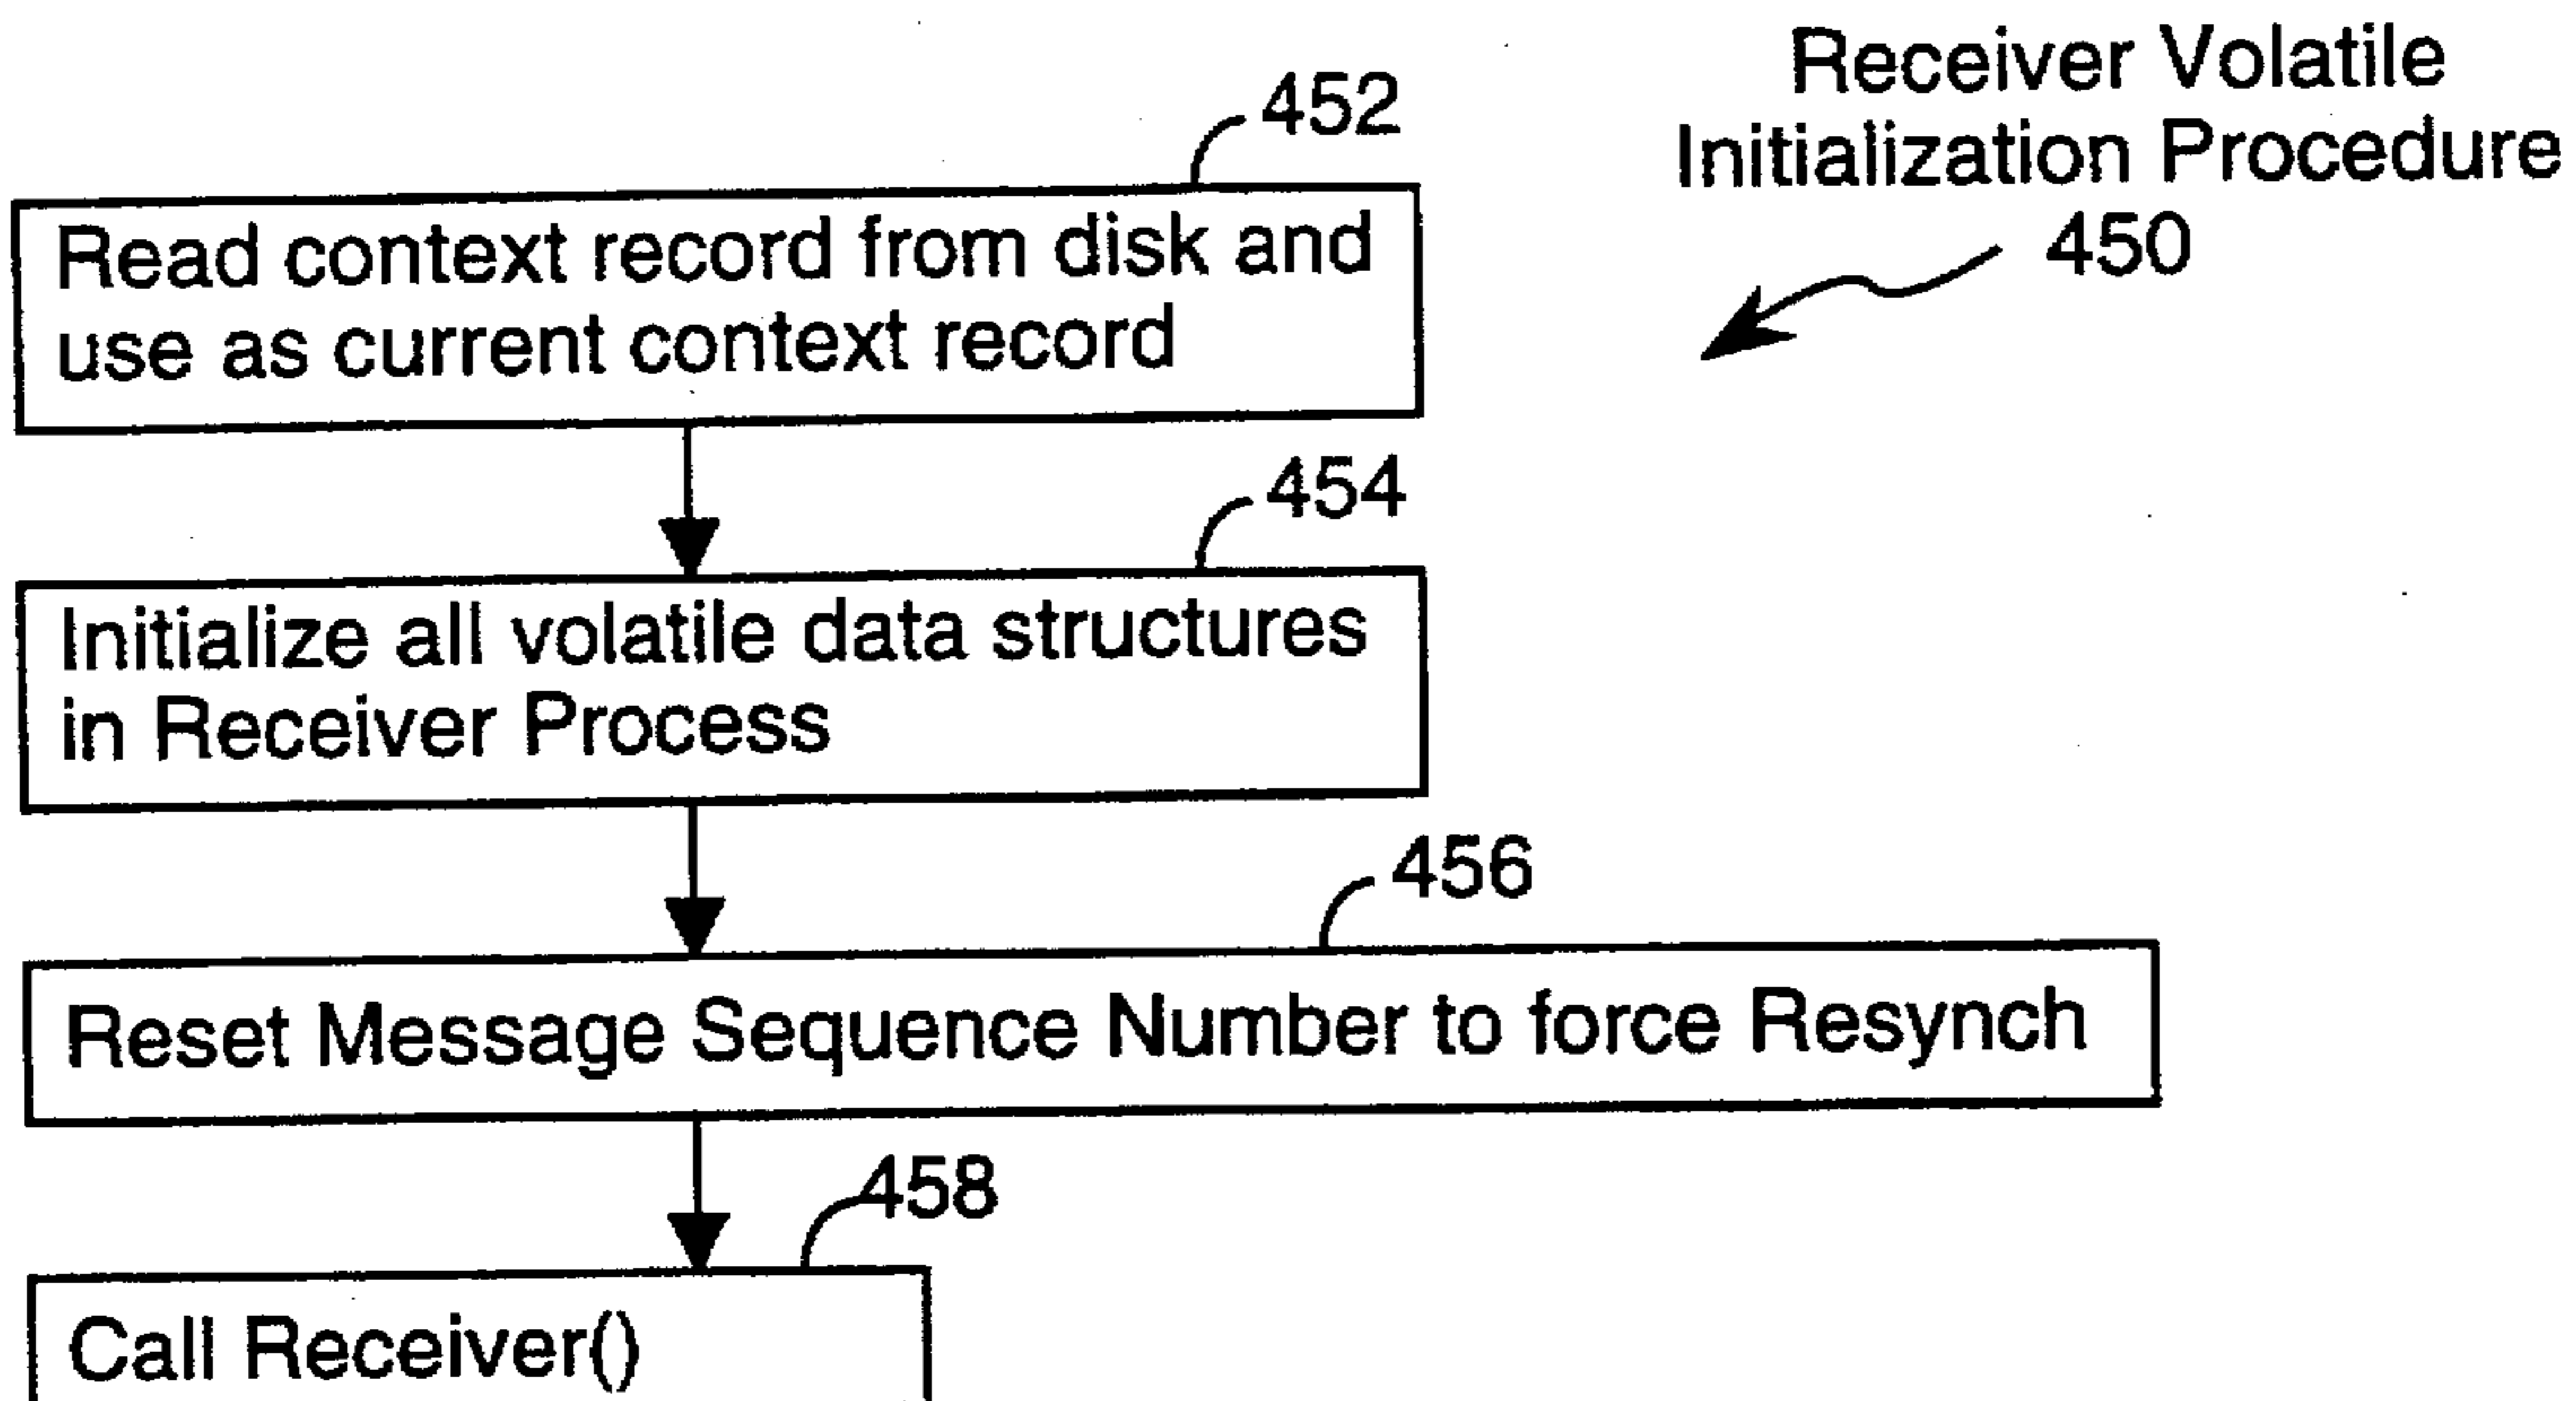 Receiver Volatile
Initialization Procedure
450
452
Read context record from disk and
use as current context record
454
Initialize all volatile data structures
in Receiver Process
456
Reset Message Sequence Number to force Resynch
458
Call Receiver()